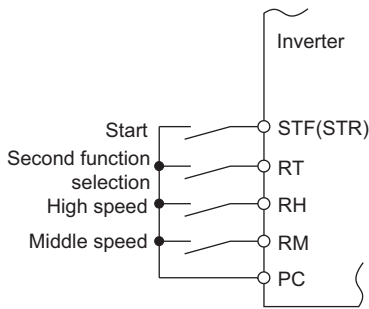 Inverter
Start
STF(STR)
Second function
selection
RT
High speed
RH
Middle speed
RM
PC